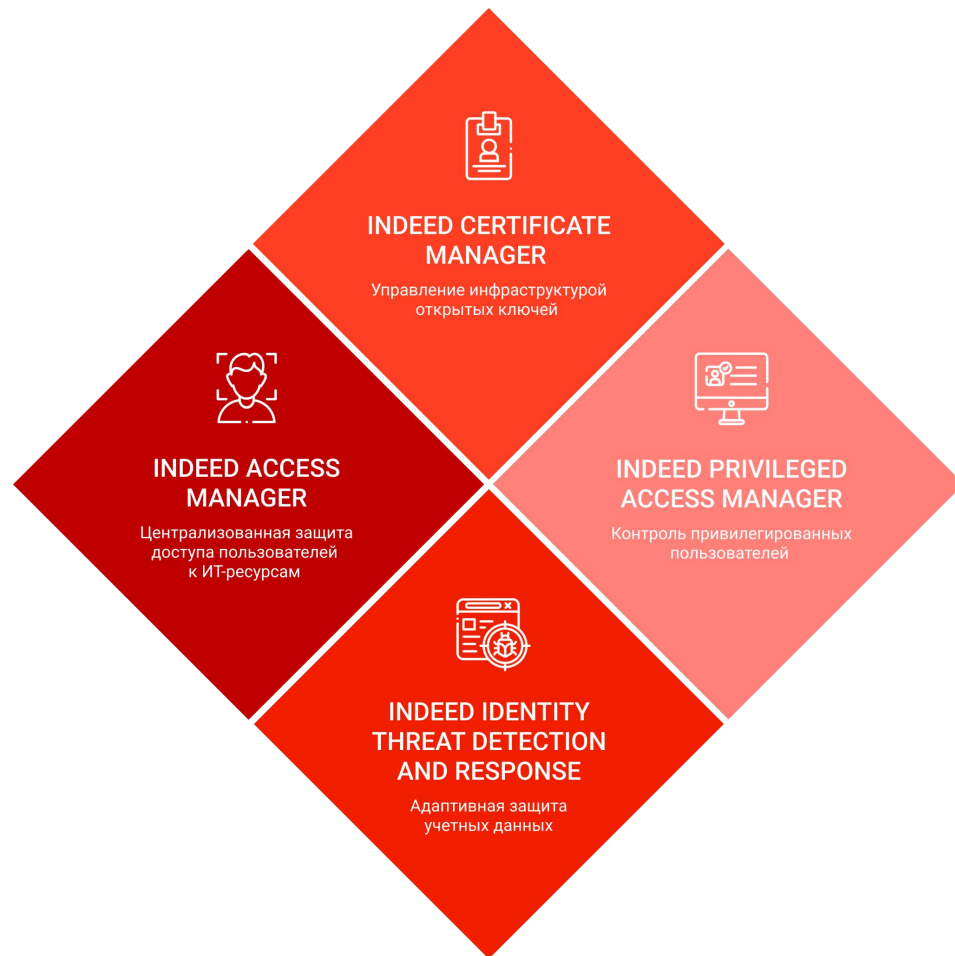 INDEED CERTIFICATE
MANAGER
Управление инфраструктурой
открытых ключей
INDEED ACCESS
MANAGER
Централизованная защита
доступа пользователей
к ИТ-ресурсам
INDEED PRIVILEGED
ACCESS MANAGER
Контроль привилегированных
пользователей
INDEED IDENTITY
THREAT DETECTION
AND RESPONSE
Адаптивная защита
учетных данных